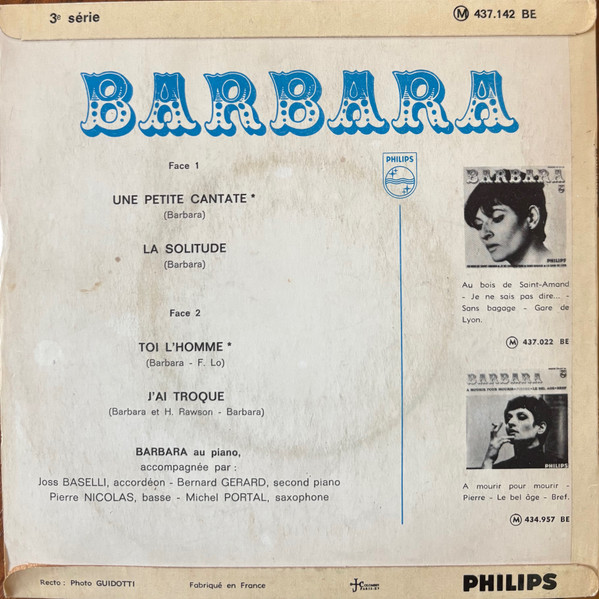 3e série
Ⓜ 437.142 BE
BARBARA
Face 1
UNE PETITE CANTATE *
(Barbara)
LA SOLITUDE
(Barbara)
Face 2
TOI L'HOMME *
(Barbara - F. Lo)
J'AI TROQUE
(Barbara et H. Rawson - Barbara)
BARBARA au piano,
accompagnée par :
Joss BASELLI, accordéon - Bernard GERARD, second piano
Pierre NICOLAS, basse - Michel PORTAL, saxophone
PHILIPS
BARBARA
PHILIPS
Au bois de Saint-Amand
- Je ne sais pas dire... -
Sans bagage - Gare de
Lyon.
Ⓜ 437.022 BE
BARBARA
A mourir pour mourir -
Pierre - Le bel âge - Bref.
Ⓜ 434.957 BE
Recto : Photo GUIDOTTI
Fabriqué en France
PHILIPS